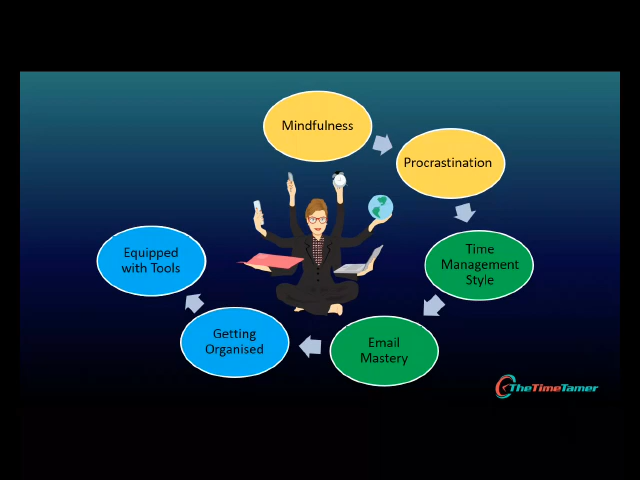 Mindfulness
Procrastination
Time
Management
Style
Email
Mastery
Getting
Organised
Equipped
with Tools
TheTimeTamer